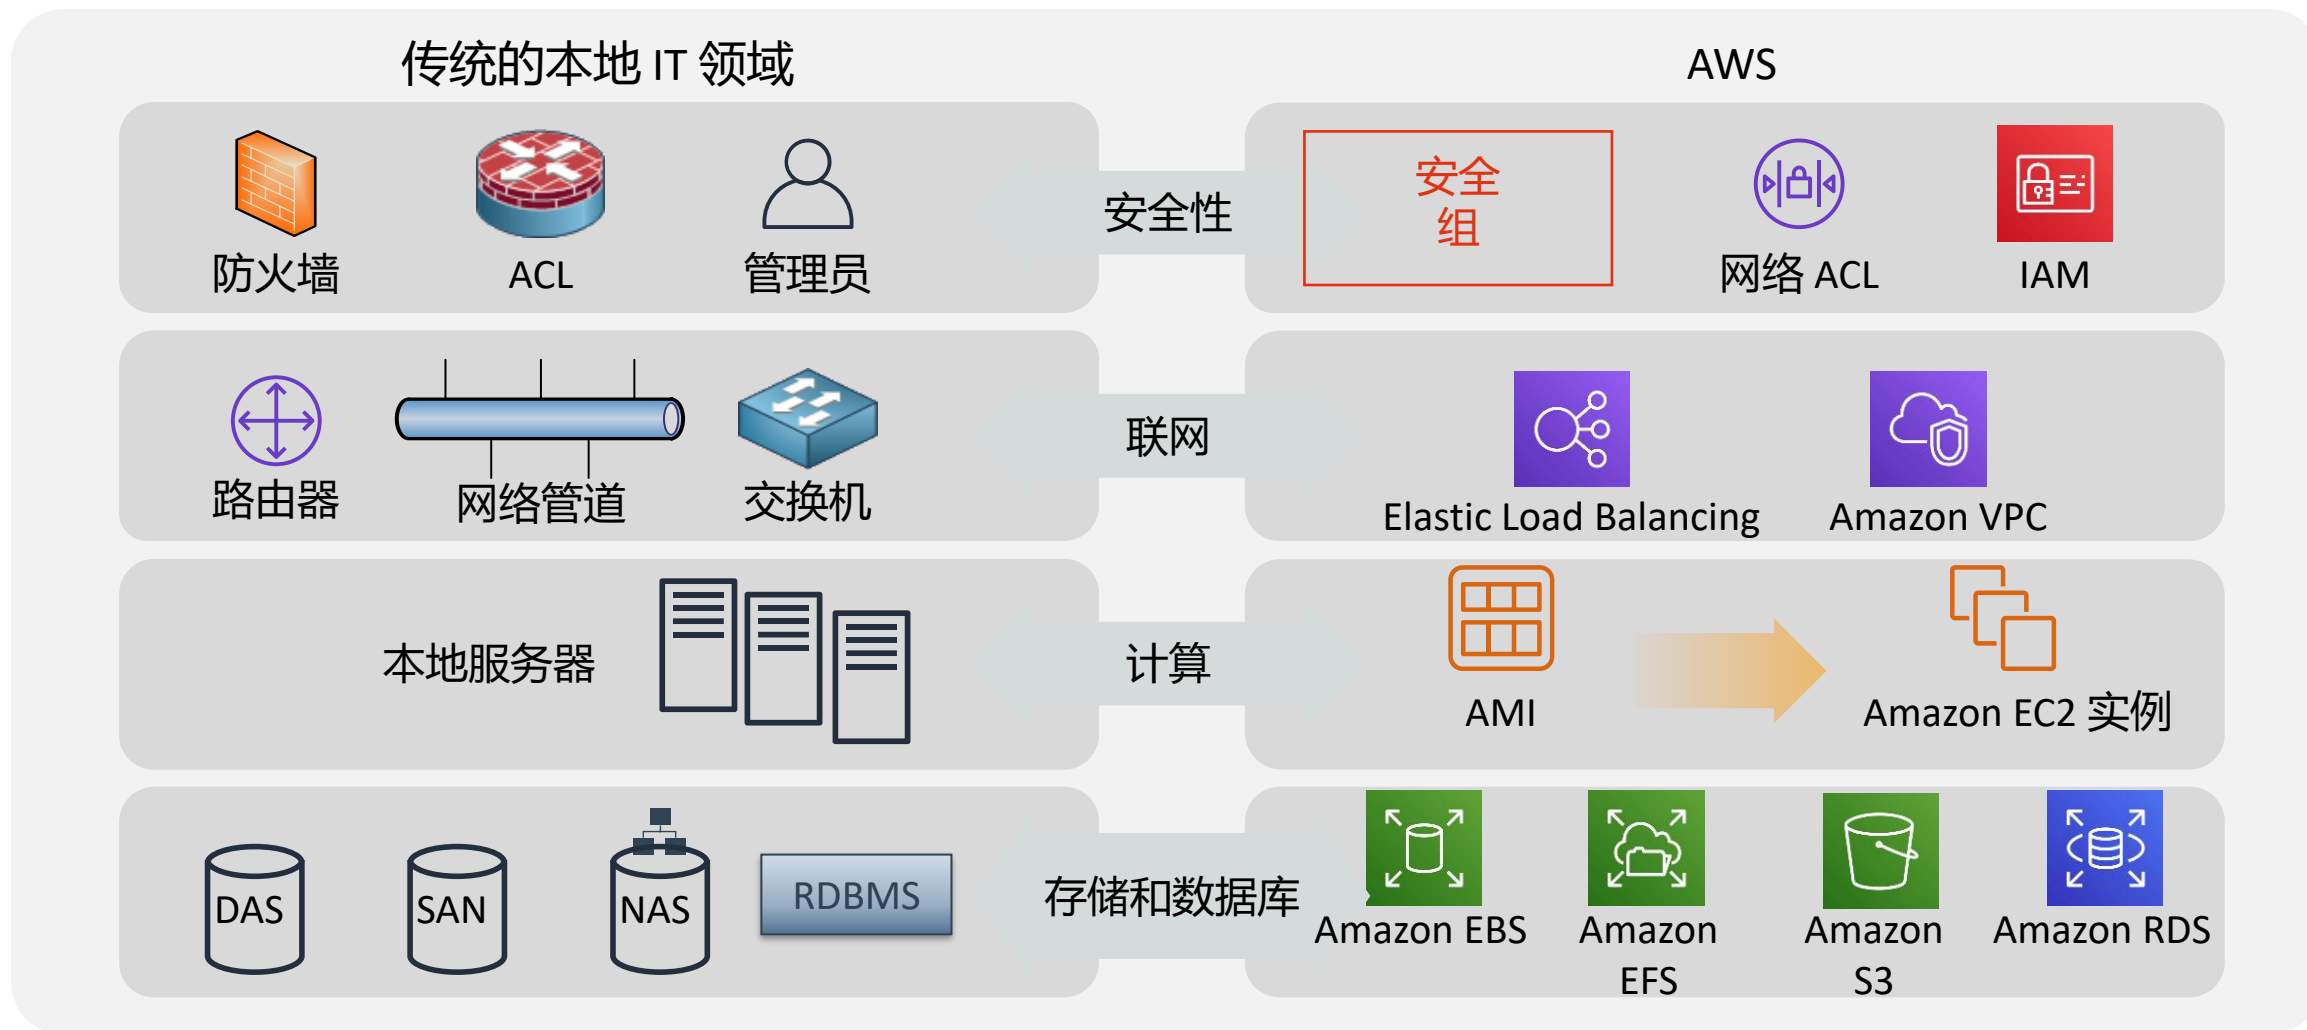 传统的本地 IT 领域
AWS
防火墙
ACL
管理员
安全性
安全
组
网络 ACL
IAM
路由器
网络管道
交换机
联网
Elastic Load Balancing
Amazon VPC
本地服务器
计算
AMI
Amazon EC2 实例
DAS
SAN
NAS
RDBMS
存储和数据库
Amazon EBS
Amazon
EFS
Amazon
S3
Amazon RDS